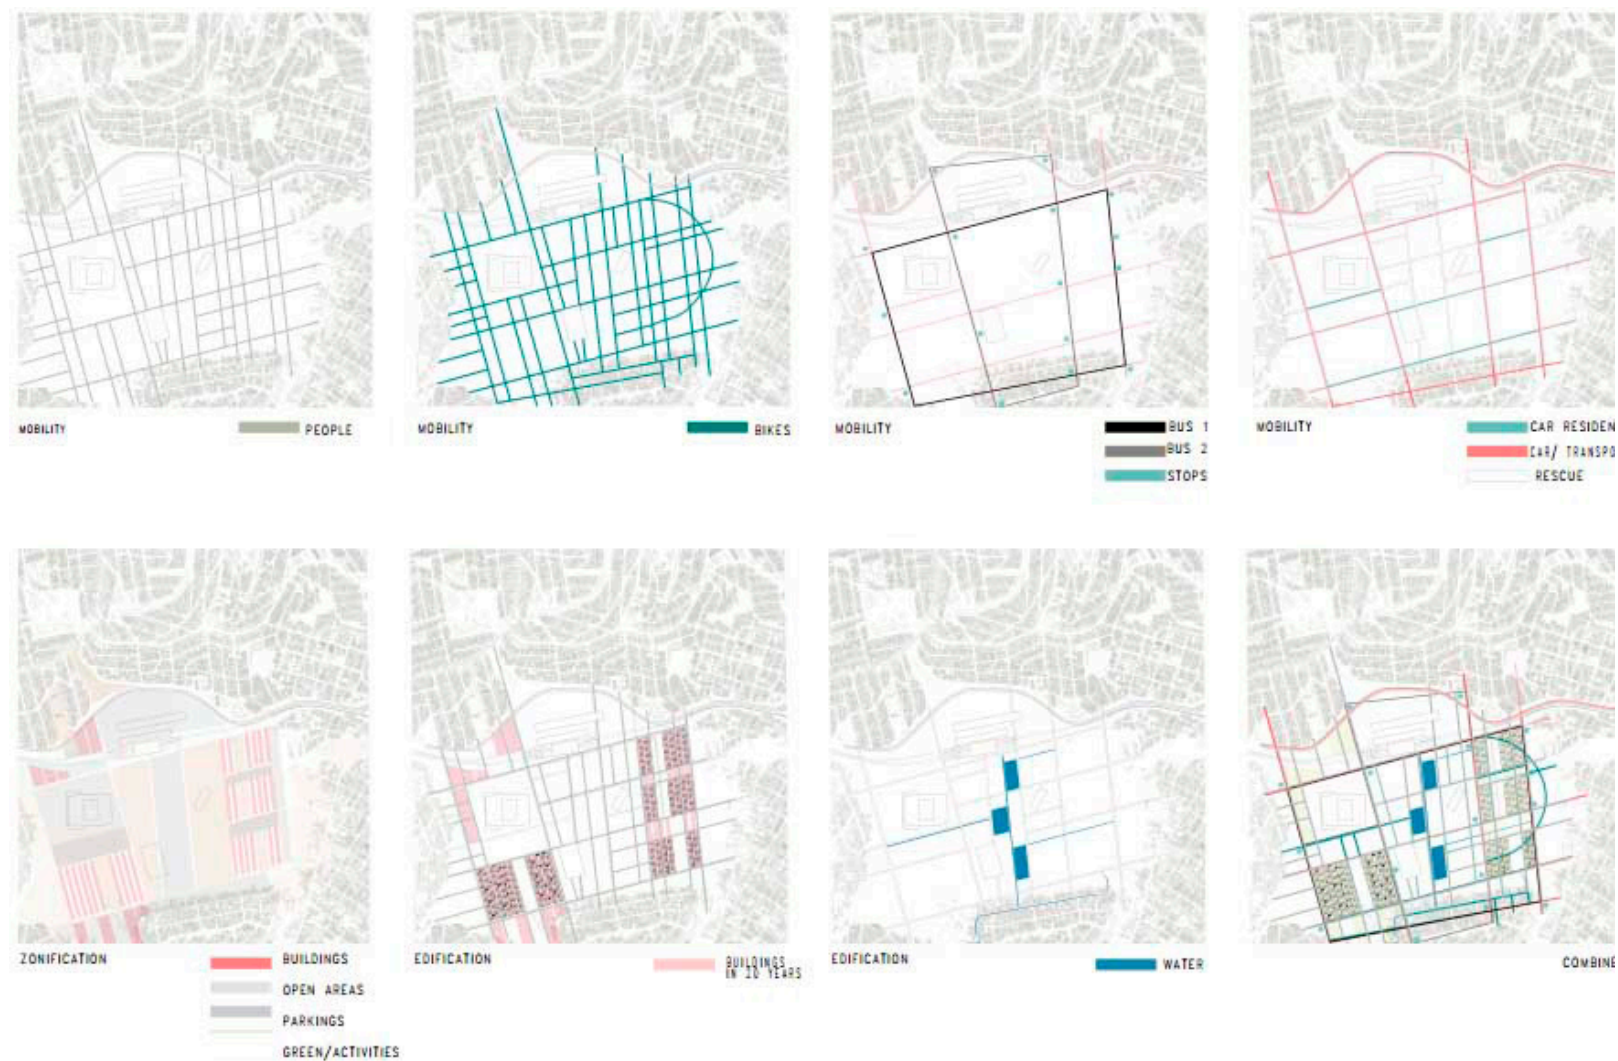 MOBILITY
PEOPLE
MOBILITY
BIKES
MOBILITY
BUS 1
BUS 2
STOPS
MOBILITY
CAR RESIDEN
CAR/ TRANSPO
RESCUE
ZONIFICATION
BUILDINGS
OPEN AREAS
PARKINGS
GREEN/ACTIVITIES
EDIFICATION
BUILDINGS
IN 20 YEARS
EDIFICATION
WATER
COMBINE